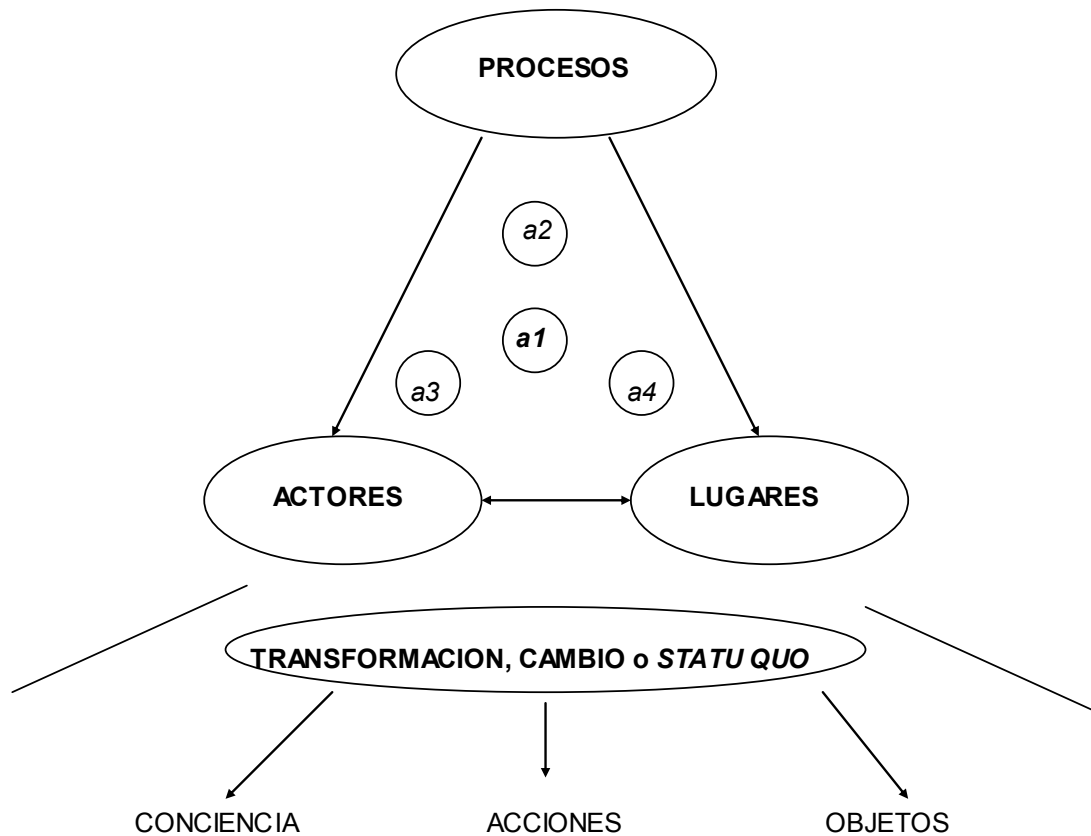 PROCESOS
a2
a1
a3
a4
ACTORES
LUGARES
TRANSFORMACION, CAMBIO o STATU QUO
CONCIENCIA
ACCIONES
OBJETOS